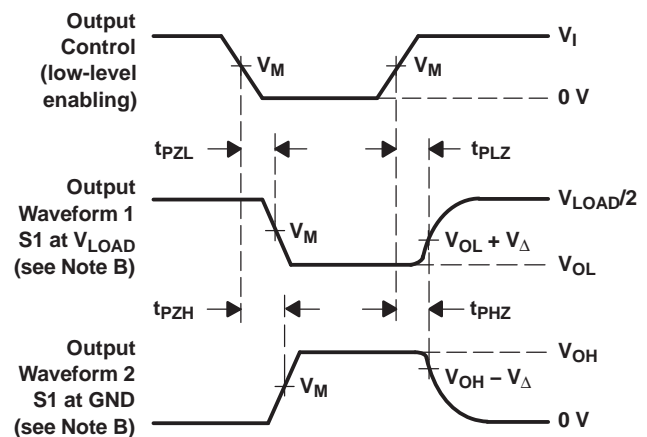 Output
Control
(low-level
enabling)
V_M
V_M
V_I
0 V
t_PZL
t_PLZ
Output
Waveform 1
S1 at V_LOAD
(see Note B)
V_M
V_LOAD/2
V_OL + V_Δ
V_OL
t_PZH
t_PHZ
Output
Waveform 2
S1 at GND
(see Note B)
V_M
V_OH
V_OH – V_Δ
0 V